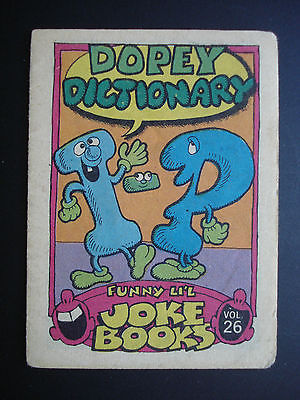 DOPEY
DICTIONARY
I P
FUNNY LI'L
JOKE
BOOKS
VOL.
26